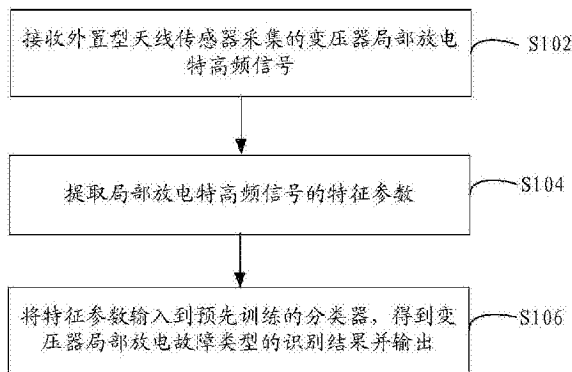 接收外置型天线传感器采集的变压器局部放电
特高频信号
S102
提取局部放电特高频信号的特征参数
S104
将特征参数输入到预先训练的分类器，得到变
压器局部放电故障类型的识别结果并输出
S106